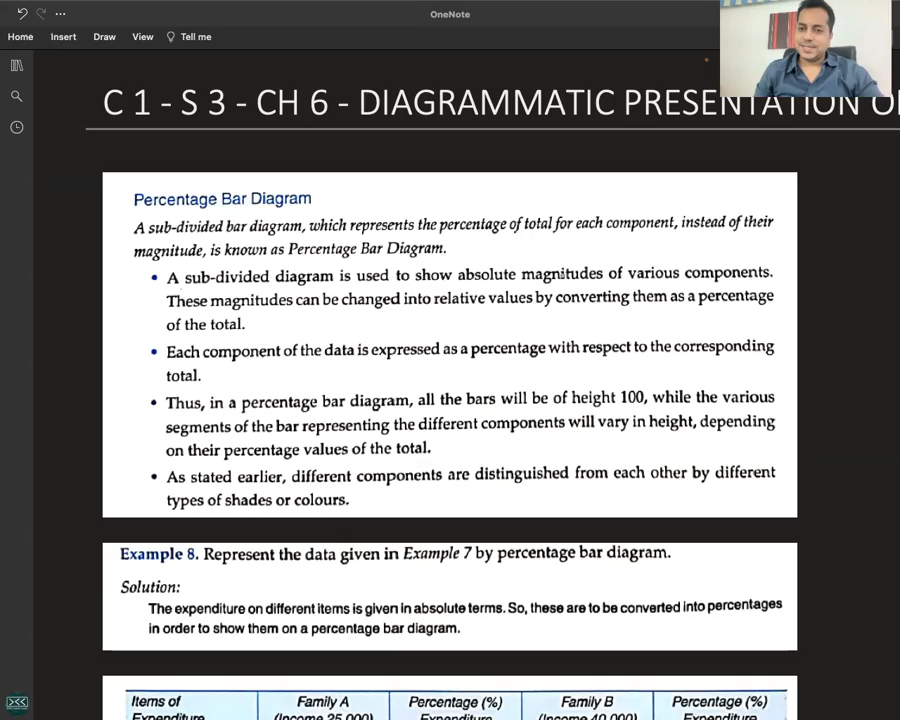 OneNote
Home Insert Draw View Tell me
C 1 - S 3 - CH 6 - DIAGRAMMATIC PRESENTATION O
Percentage Bar Diagram
A sub-divided bar diagram, which represents the percentage of total for each component, instead of their
magnitude, is known as Percentage Bar Diagram.
• A sub-divided diagram is used to show absolute magnitudes of various components.
These magnitudes can be changed into relative values by converting them as a percentage
of the total.
• Each component of the data is expressed as a percentage with respect to the corresponding
total.
• Thus, in a percentage bar diagram, all the bars will be of height 100, while the various
segments of the bar representing the different components will vary in height, depending
on their percentage values of the total.
• As stated earlier, different components are distinguished from each other by different
types of shades or colours.
Example 8. Represent the data given in Example 7 by percentage bar diagram.
Solution:
The expenditure on different items is given in absolute terms. So, these are to be converted into percentages
in order to show them on a percentage bar diagram.
Items of Family A Percentage (%) Family B Percentage (%)
Expenditure (Income 25,000) Expenditure (Income 40,000) Expenditure